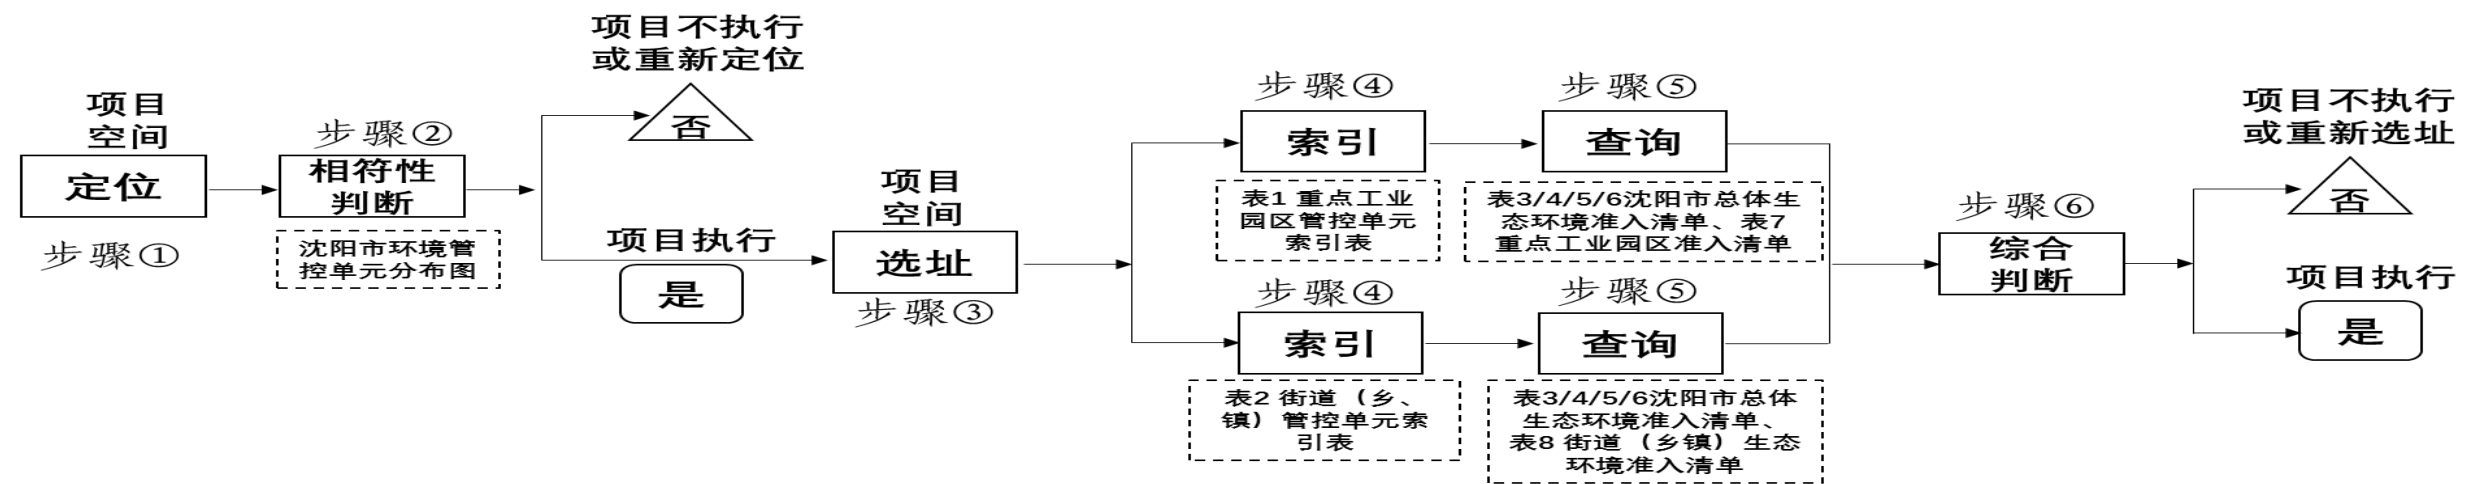 项目
空间
定位
步骤①
步骤②
相符性
判断
沈阳市环境管
控单元分布图
项目不执行
或重新定位
否
项目执行
是
项目
空间
选址
步骤③
步骤④
索引
表1 重点工业
园区管控单元
索引表
步骤⑤
查询
表3/4/5/6沈阳市总体生
态环境准入清单、表7
重点工业园区准入清单
步骤④
索引
表2 街道（乡、
镇）管控单元索
引表
步骤⑤
查询
表3/4/5/6沈阳市总体
生态环境准入清单、
表8 街道（乡镇）生态
环境准入清单
步骤⑥
综合
判断
项目不执行
或重新选址
否
项目执行
是